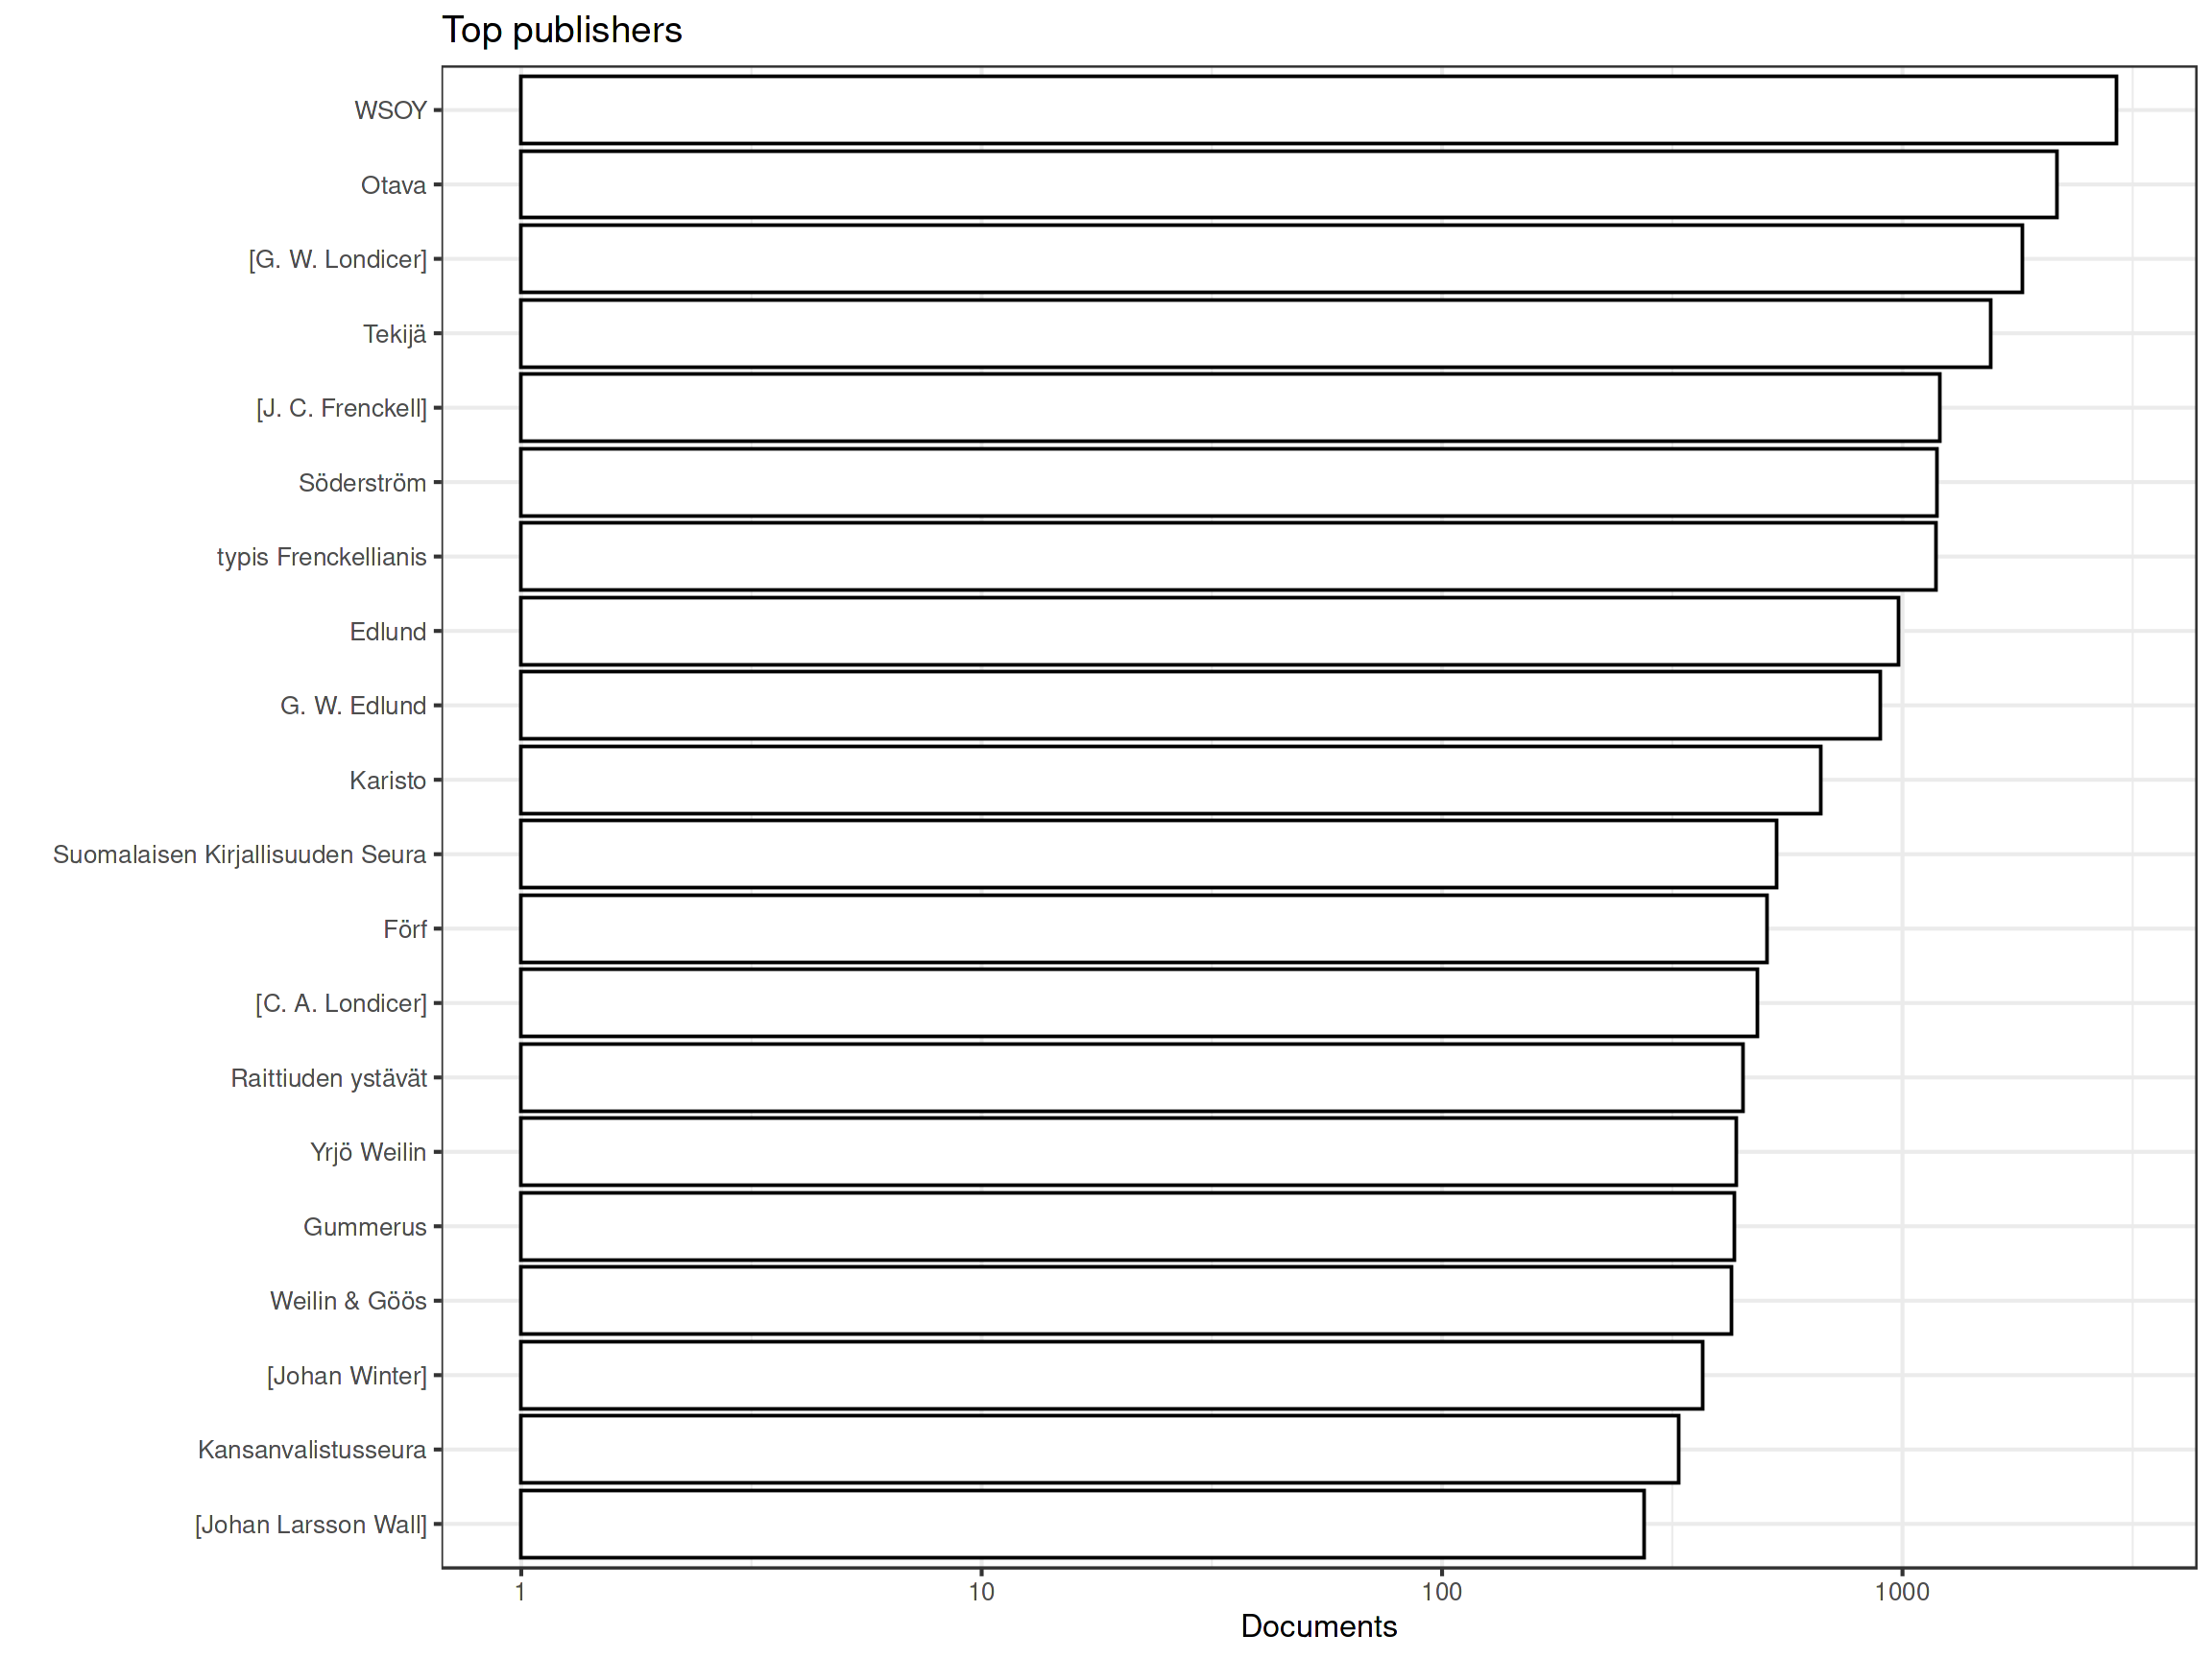 Top publishers
WSOY
Otava
[G. W. Londicer]
Tekijä
[J. C. Frenckell]
Söderström
typis Frenckellianis
Edlund
G. W. Edlund
Karisto
Suomalaisen Kirjallisuuden Seura
Förf
[C. A. Londicer]
Raittiuden ystävät
Yrjö Weilin
Gummerus
Weilin & Göös
[Johan Winter]
Kansanvalistusseura
[Johan Larsson Wall]
1 10 100 1000
Documents